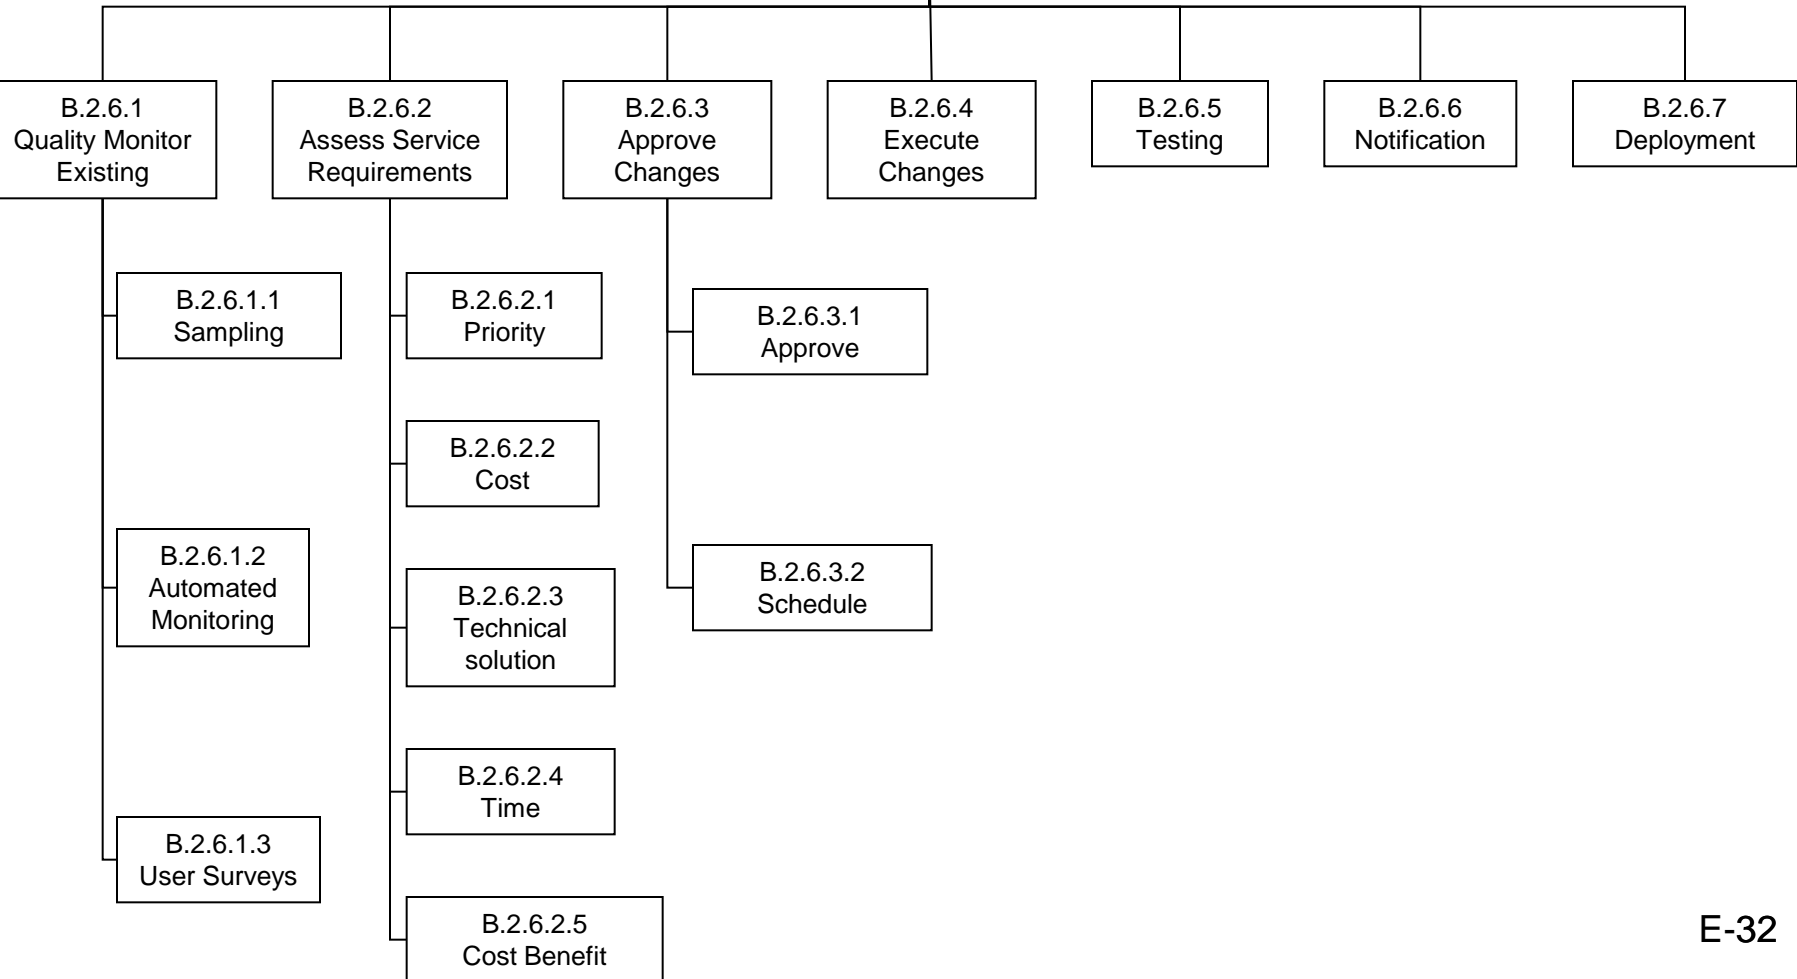 B.2.6.1
Quality Monitor
Existing
B.2.6.2
Assess Service
Requirements
B.2.6.3
Approve
Changes
B.2.6.4
Execute
Changes
B.2.6.5
Testing
B.2.6.6
Notification
B.2.6.7
Deployment
B.2.6.1.1
Sampling
B.2.6.1.2
Automated
Monitoring
B.2.6.1.3
User Surveys
B.2.6.2.1
Priority
B.2.6.2.2
Cost
B.2.6.2.3
Technical
solution
B.2.6.2.4
Time
B.2.6.2.5
Cost Benefit
B.2.6.3.1
Approve
B.2.6.3.2
Schedule
E-32